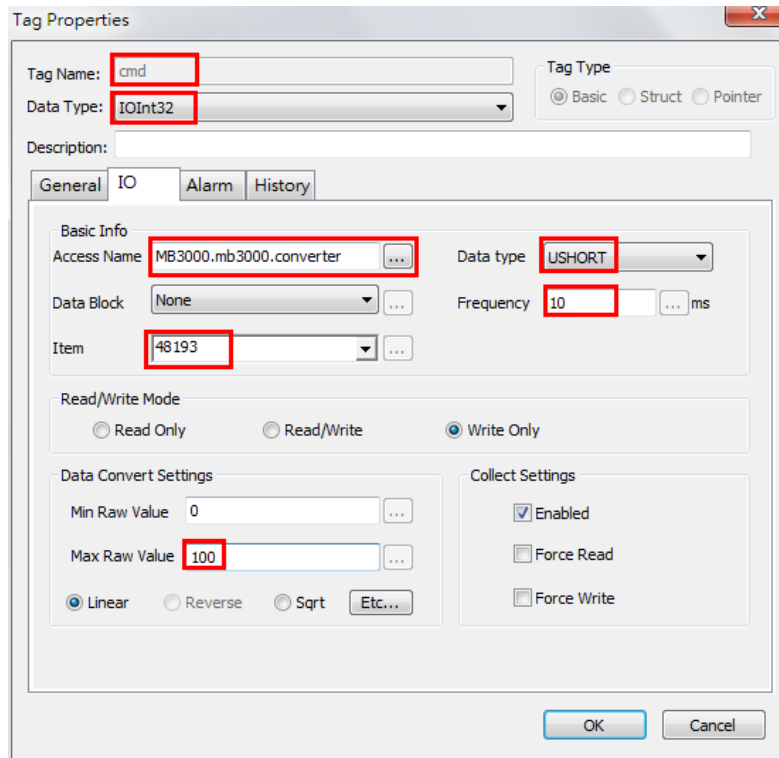 Tag Properties
Tag Name: cmd
Tag Type
Data Type: IOInt32
Basic Struct Pointer
Description:
General IO Alarm History
Basic Info
Access Name MB3000.mb3000.converter ... Data type USHORT
Data Block None ... Frequency 10 ... ms
Item 48193 ...
Read/Write Mode
Read Only Read/Write Write Only
Data Convert Settings Collect Settings
Min Raw Value 0 ... Enabled
Max Raw Value 100 ... Force Read
Linear Reverse Sqrt Etc... Force Write
OK Cancel